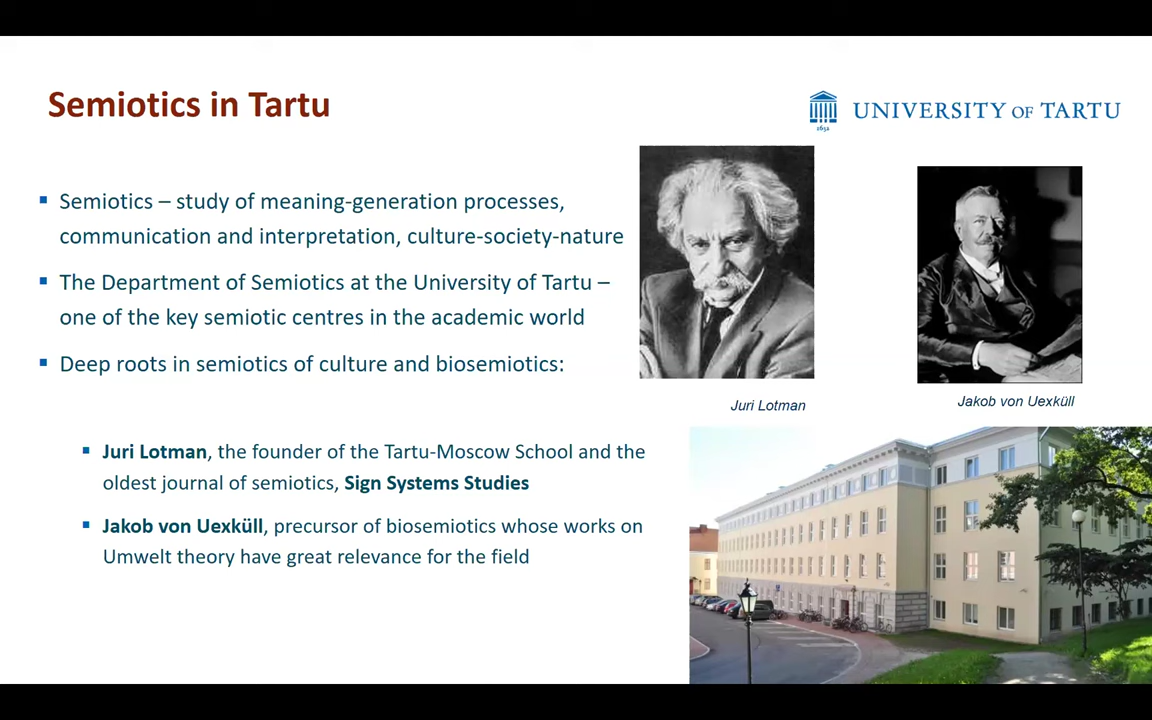 Semiotics in Tartu
1632
UNIVERSITY OF TARTU
▪ Semiotics – study of meaning-generation processes,
communication and interpretation, culture-society-nature
▪ The Department of Semiotics at the University of Tartu –
one of the key semiotic centres in the academic world
▪ Deep roots in semiotics of culture and biosemiotics:
Juri Lotman
Jakob von Uexküll
▪ Juri Lotman, the founder of the Tartu-Moscow School and the
oldest journal of semiotics, Sign Systems Studies
▪ Jakob von Uexküll, precursor of biosemiotics whose works on
Umwelt theory have great relevance for the field